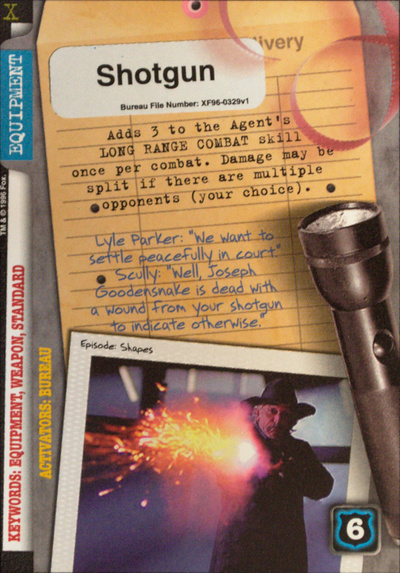 X
EQUIPMENT
TM & © 1996 Fox.
KEYWORDS: EQUIPMENT, WEAPON, STANDARD
ACTIVATORS: BUREAU
ivery
Shotgun
Bureau File Number: XF96-0329v1
Adds 3 to the Agent's
LONG RANGE COMBAT skill
once per combat. Damage may be
split if there are multiple
opponents (your choice).
Lyle Parker: "We want to
settle peacefully in court."
Scully: "Well, Joseph
Goodensnake is dead with
a wound from your shotgun
to indicate otherwise."
Episode: Shapes
6